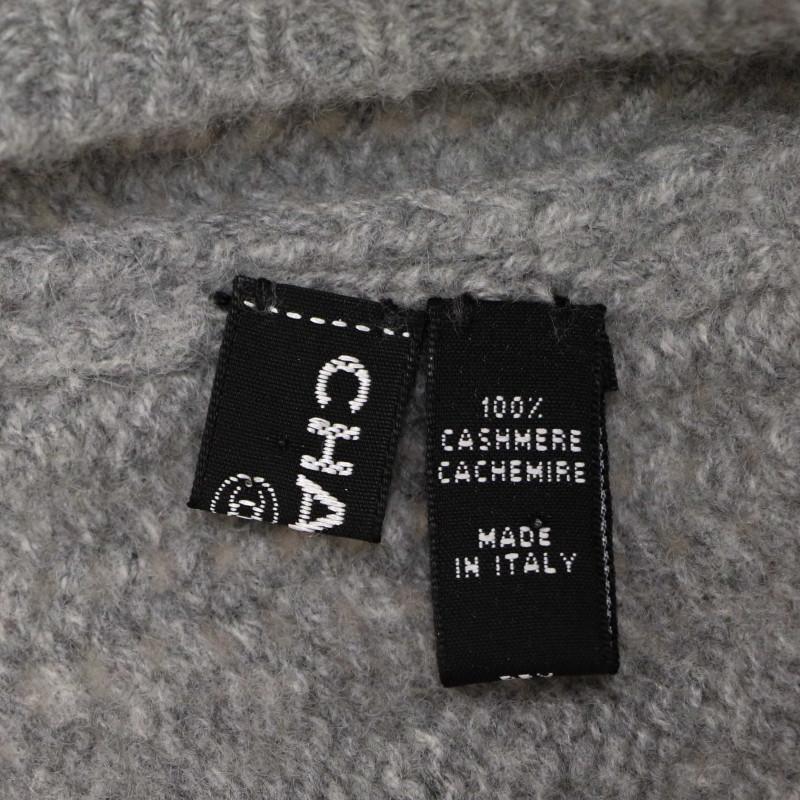 CHA
®
100%
CASHMERE
CACHEMIRE
MADE
IN ITALY